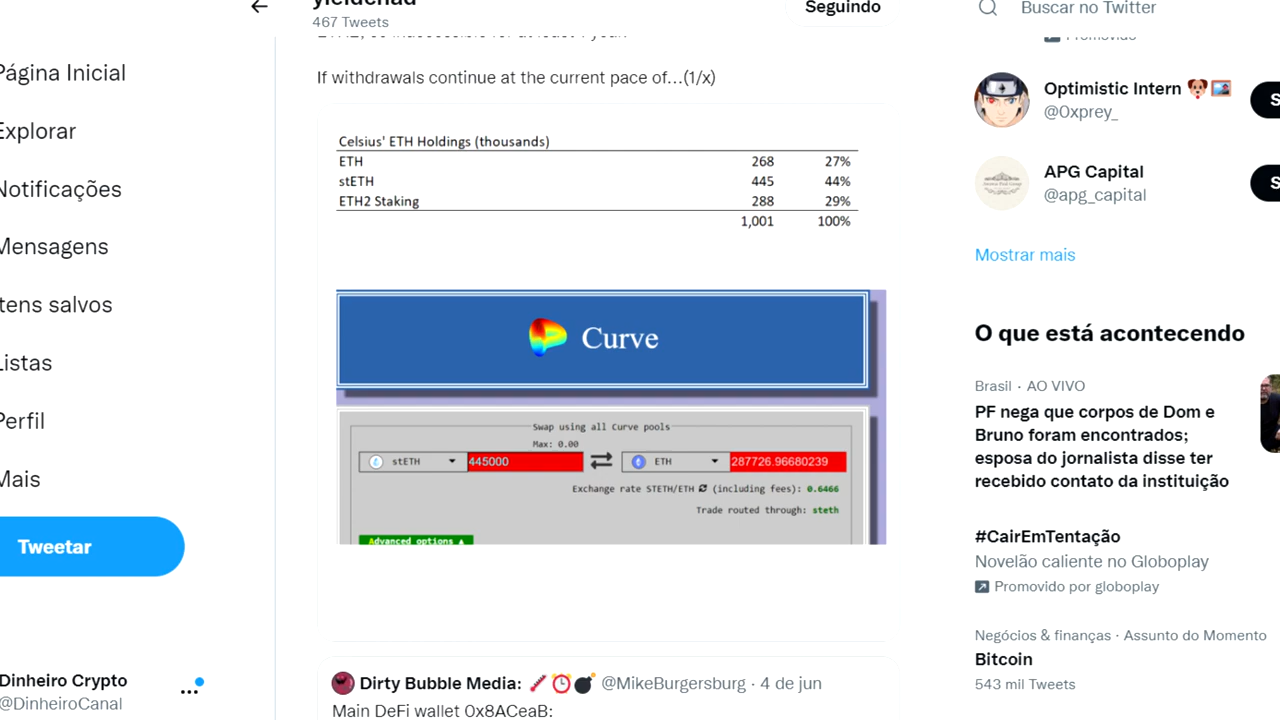 467 Tweets
Seguindo
Buscar no Twitter
Página Inicial
Explorar
Notificações
Mensagens
Itens salvos
Listas
Perfil
Mais
Tweetar
Dinheiro Crypto
@DinheiroCanal
If withdrawals continue at the current pace of…(1/x)
Celsius' ETH Holdings (thousands)
ETH 268 27%
stETH 445 44%
ETH2 Staking 288 29%
1,001 100%
Curve
Swap using all Curve pools
Max: 0.00
stETH 445000 ETH 287726.96680239
Exchange rate STETH/ETH (including fees): 0.6466
Trade routed through: steth
Advanced options ▲
Dirty Bubble Media: @MikeBurgersburg · 4 de jun
Main DeFi wallet 0x8ACeaB:
Promovido
Optimistic Intern
@0xprey_
S
APG Capital
@apg_capital
S
Mostrar mais
O que está acontecendo
Brasil · AO VIVO
PF nega que corpos de Dom e
Bruno foram encontrados;
esposa do jornalista disse ter
recebido contato da instituição
#CairEmTentação
Novelão caliente no Globoplay
Promovido por globoplay
Negócios & finanças · Assunto do Momento
Bitcoin
543 mil Tweets